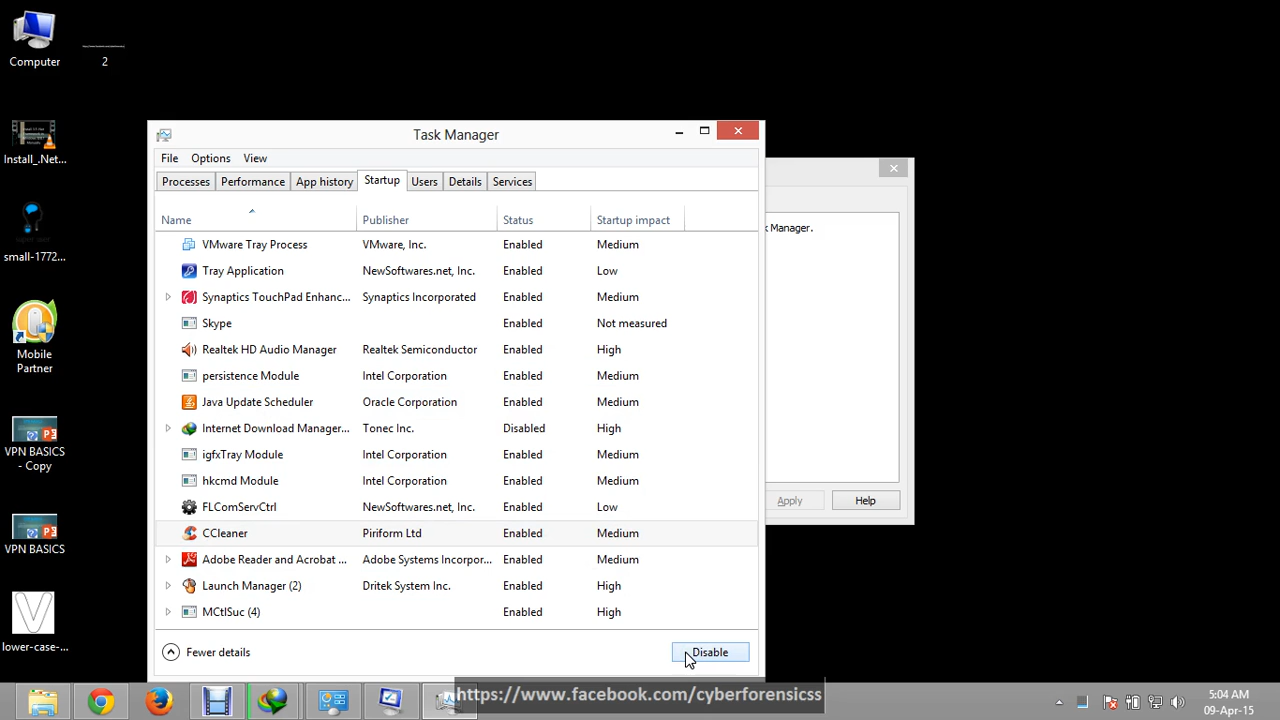 Computer
2
Install_.Net...
small-1772...
Mobile
Partner
VPN BASICS
- Copy
VPN BASICS
lower-case-...
Task Manager
File Options View
Processes Performance App history Startup Users Details Services
Name Publisher Status Startup impact
VMware Tray Process VMware, Inc. Enabled Medium
Tray Application NewSoftwares.net, Inc. Enabled Low
Synaptics TouchPad Enhanc... Synaptics Incorporated Enabled Medium
Skype Enabled Not measured
Realtek HD Audio Manager Realtek Semiconductor Enabled High
persistence Module Intel Corporation Enabled Medium
Java Update Scheduler Oracle Corporation Enabled Medium
Internet Download Manager... Tonec Inc. Disabled High
igfxTray Module Intel Corporation Enabled Medium
hkcmd Module Intel Corporation Enabled Medium
FLComServCtrl NewSoftwares.net, Inc. Enabled Low
CCleaner Piriform Ltd Enabled Medium
Adobe Reader and Acrobat ... Adobe Systems Incorpor... Enabled Medium
Launch Manager (2) Dritek System Inc. Enabled High
MCtlSuc (4) Enabled High
Fewer details Disable
k Manager.
Apply Help
https://www.facebook.com/cyberforensicss
5:04 AM
09-Apr-15